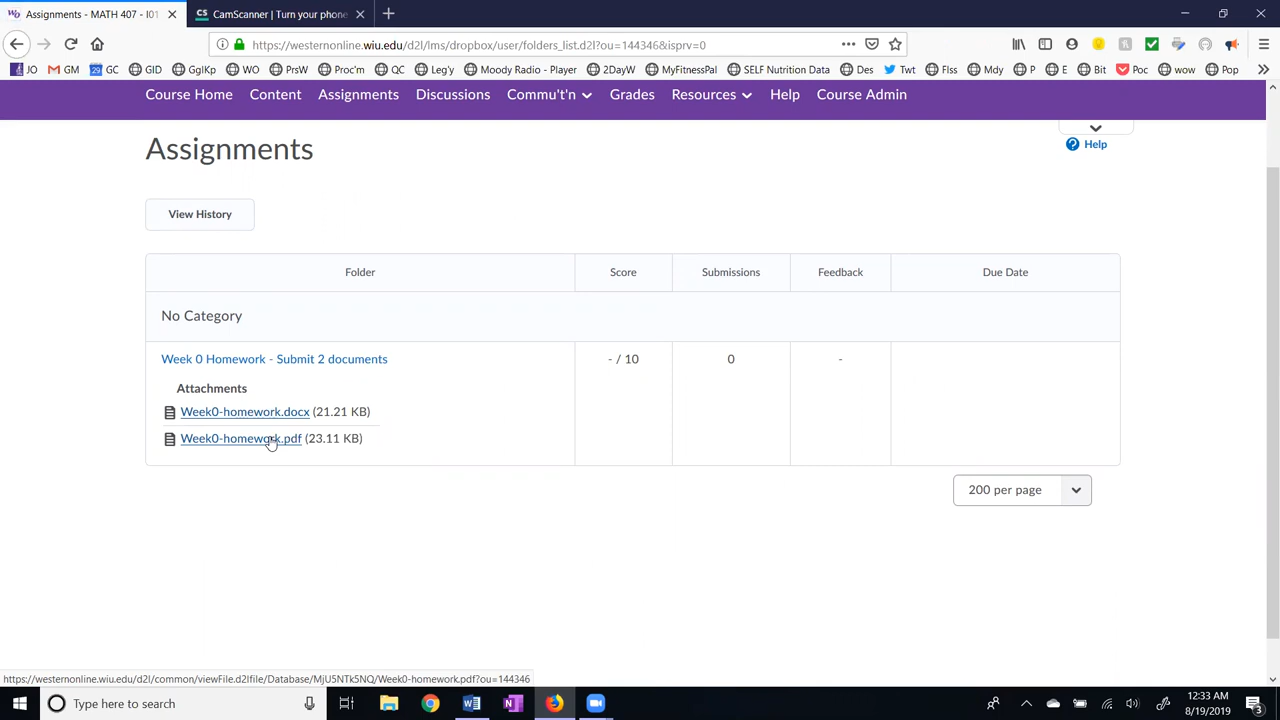 Assignments - MATH 407 - I01
CamScanner | Turn your phone
https://westernonline.wiu.edu/d2l/lms/dropbox/user/folders_list.d2l?ou=144346&isprv=0
JO GM GC GID GglKp WO PrsW Proc'm QC Leg'y Moody Radio - Player 2DayW MyFitnessPal SELF Nutrition Data Des Twt Flss Mdy P E Bit Poc wow Pop
Course Home Content Assignments Discussions Commu't'n Grades Resources Help Course Admin
Assignments
Help
View History
Folder Score Submissions Feedback Due Date
No Category
Week 0 Homework - Submit 2 documents - / 10 0 -
Attachments
Week0-homework.docx (21.21 KB)
Week0-homework.pdf (23.11 KB)
200 per page
https://westernonline.wiu.edu/d2l/common/viewFile.d2lfile/Database/MjU5NTk5NQ/Week0-homework.pdf?ou=144346
Type here to search
12:33 AM
8/19/2019
3